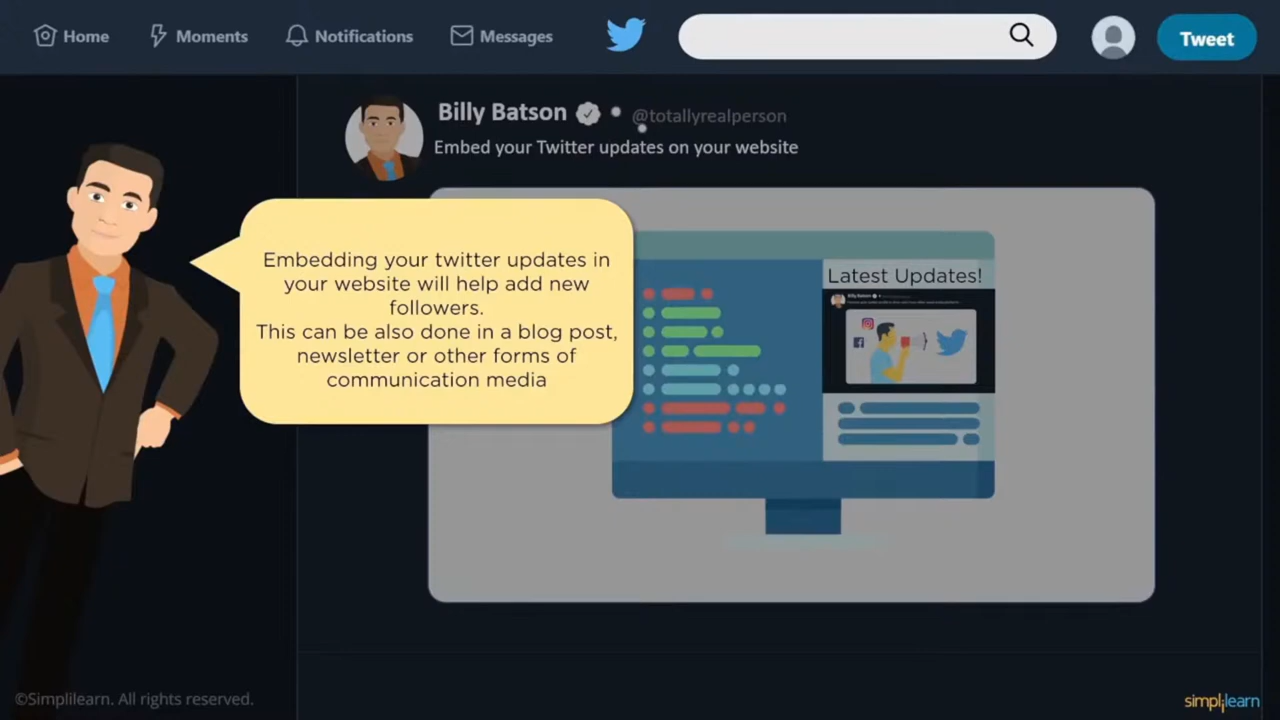 Home
Moments
Notifications
Messages
Tweet
Billy Batson @totallyrealperson
Embed your Twitter updates on your website
Embedding your twitter updates in
your website will help add new
followers.
This can be also done in a blog post,
newsletter or other forms of
communication media
Latest Updates!
Billy Batson
©Simplilearn. All rights reserved.
simplilearn